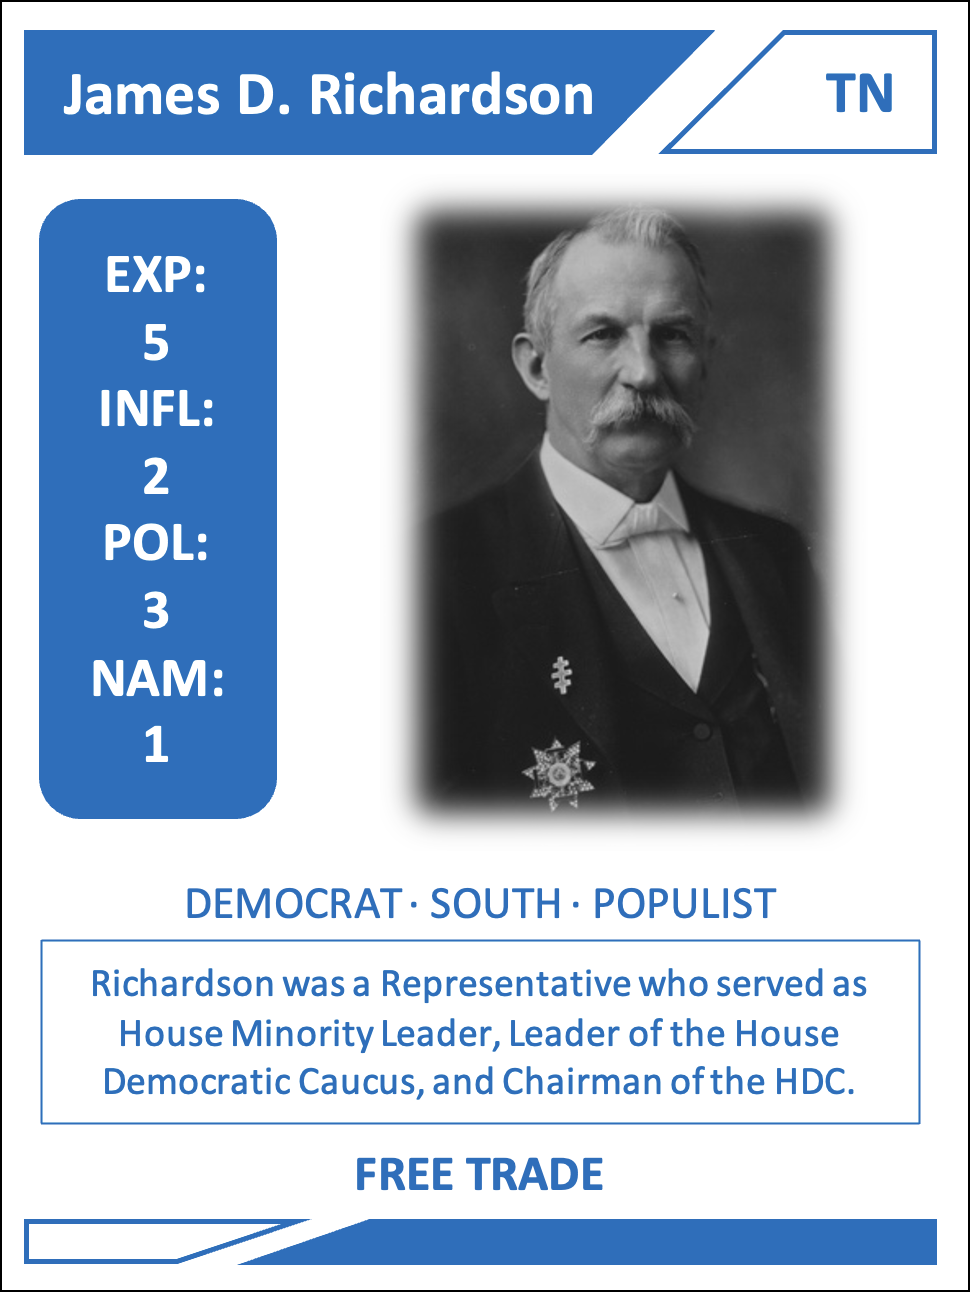 James D. Richardson
TN
EXP:
5
INFL:
2
POL:
3
NAM:
1
DEMOCRAT · SOUTH · POPULIST
Richardson was a Representative who served as
House Minority Leader, Leader of the House
Democratic Caucus, and Chairman of the HDC.
FREE TRADE